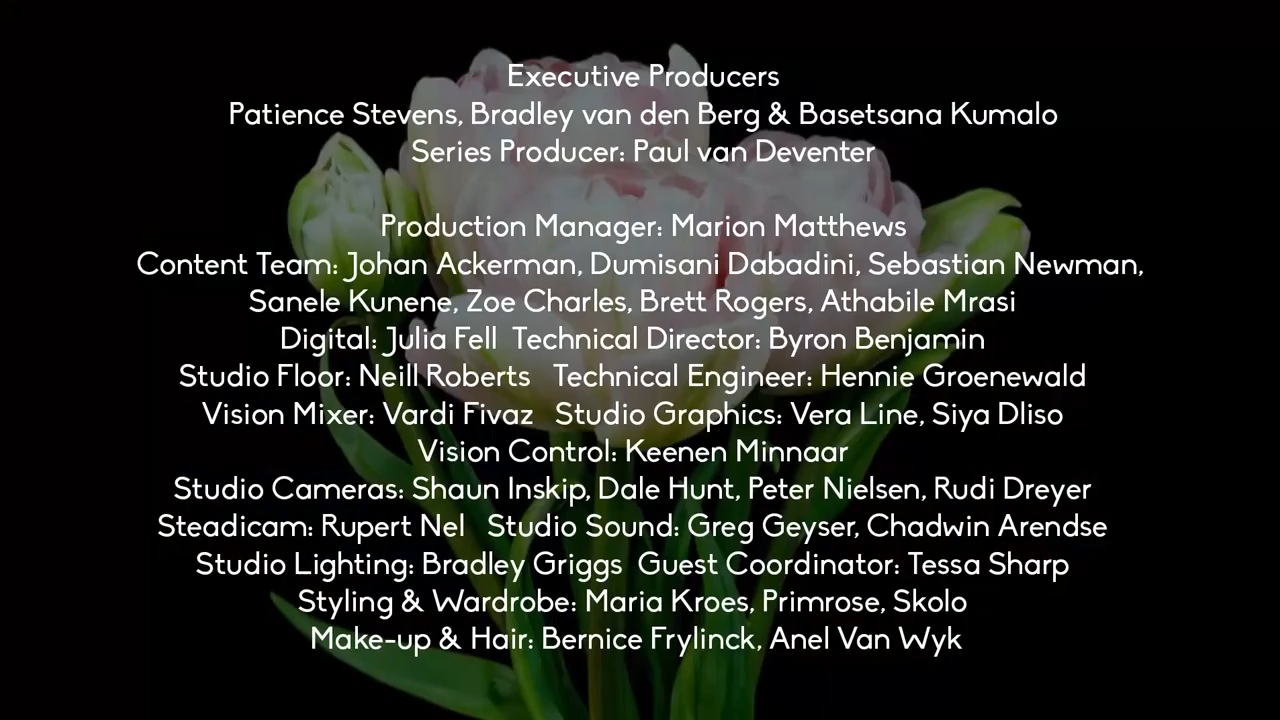 Executive Producers
Patience Stevens, Bradley van den Berg & Basetsana Kumalo
Series Producer: Paul van Deventer
Production Manager: Marion Matthews
Content Team: Johan Ackerman, Dumisani Dabadini, Sebastian Newman,
Sanele Kunene, Zoe Charles, Brett Rogers, Athabile Mrasi
Digital: Julia Fell Technical Director: Byron Benjamin
Studio Floor: Neill Roberts Technical Engineer: Hennie Groenewald
Vision Mixer: Vardi Fivaz Studio Graphics: Vera Line, Siya Dliso
Vision Control: Keenen Minnaar
Studio Cameras: Shaun Inskip, Dale Hunt, Peter Nielsen, Rudi Dreyer
Steadicam: Rupert Nel Studio Sound: Greg Geyser, Chadwin Arendse
Studio Lighting: Bradley Griggs Guest Coordinator: Tessa Sharp
Styling & Wardrobe: Maria Kroes, Primrose, Skolo
Make-up & Hair: Bernice Frylinck, Anel Van Wyk